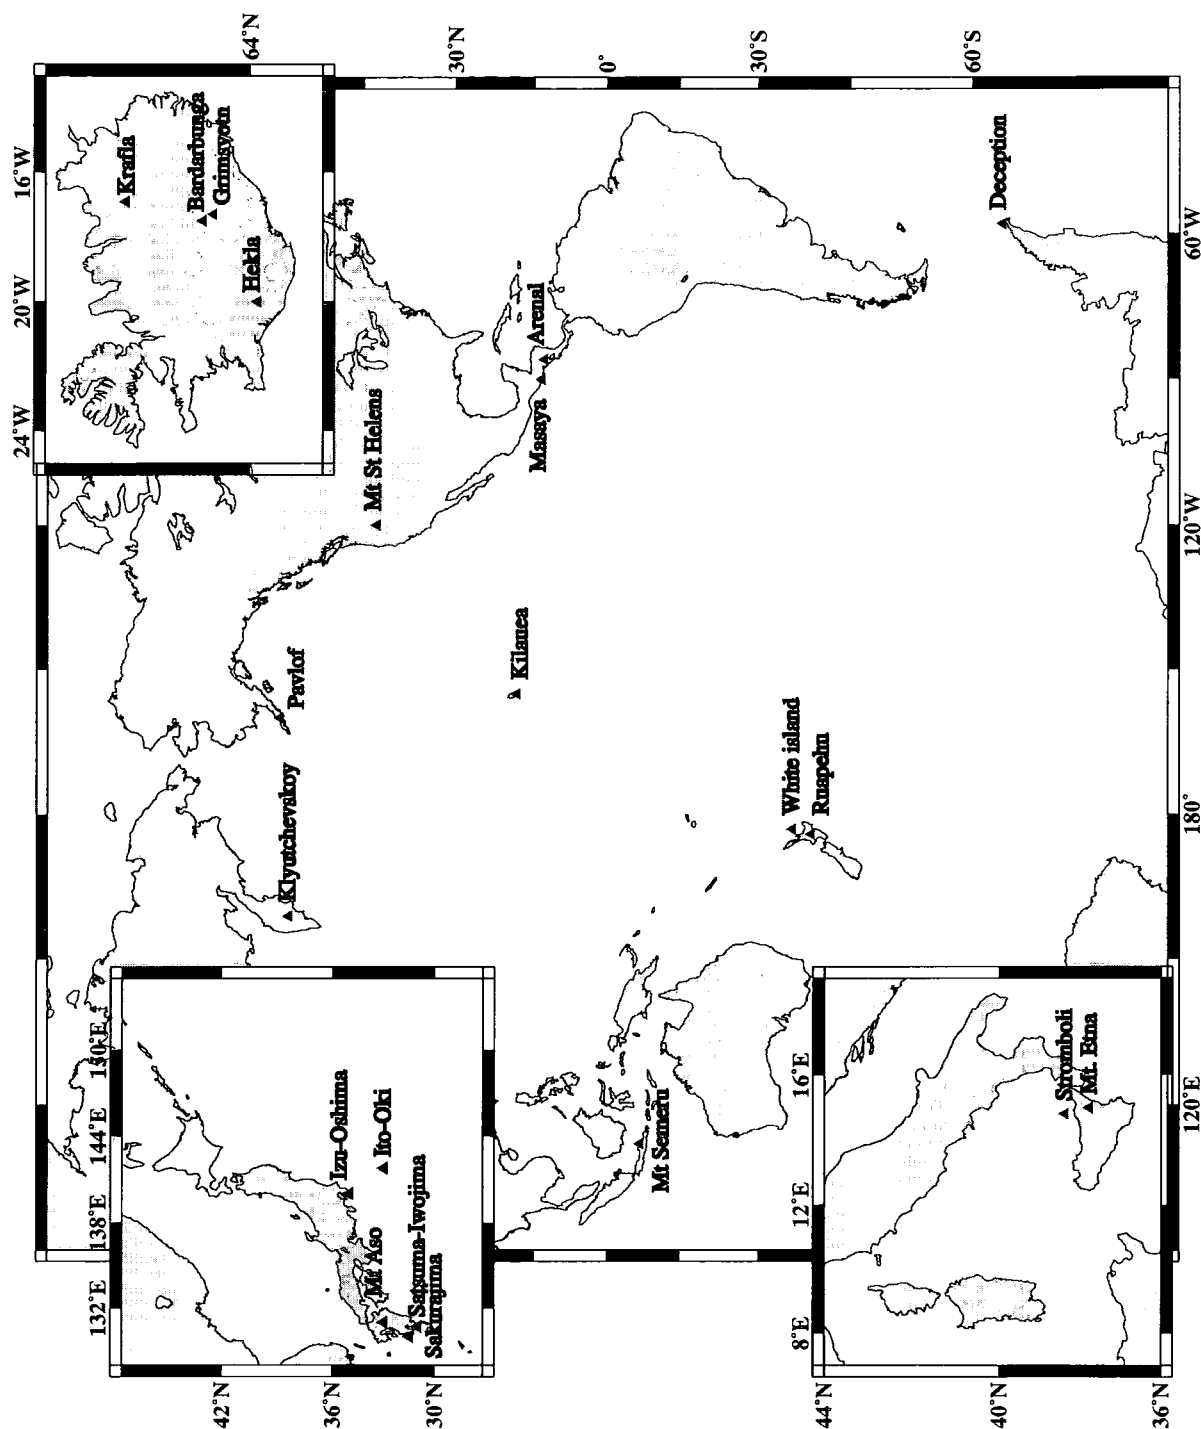 24°W
20°W
16°W
64°N
Krafla
Bardarbunga
Grimsvotn
Hekla
30°N
0°
30°S
60°S
Mt St Helens
Masaya
Arenal
Deception
Pavlof
Kilauea
Klyutchevskoy
White island
Ruapehu
Mt Semeru
120°E
180°
120°W
60°W
132°E
138°E
144°E
150°E
42°N
36°N
30°N
Izu-Oshima
Ito-Oki
Mt Aso
Satsuma-Iwojima
Sakurajima
8°E
12°E
16°E
44°N
40°N
36°N
Stromboli
Mt. Etna